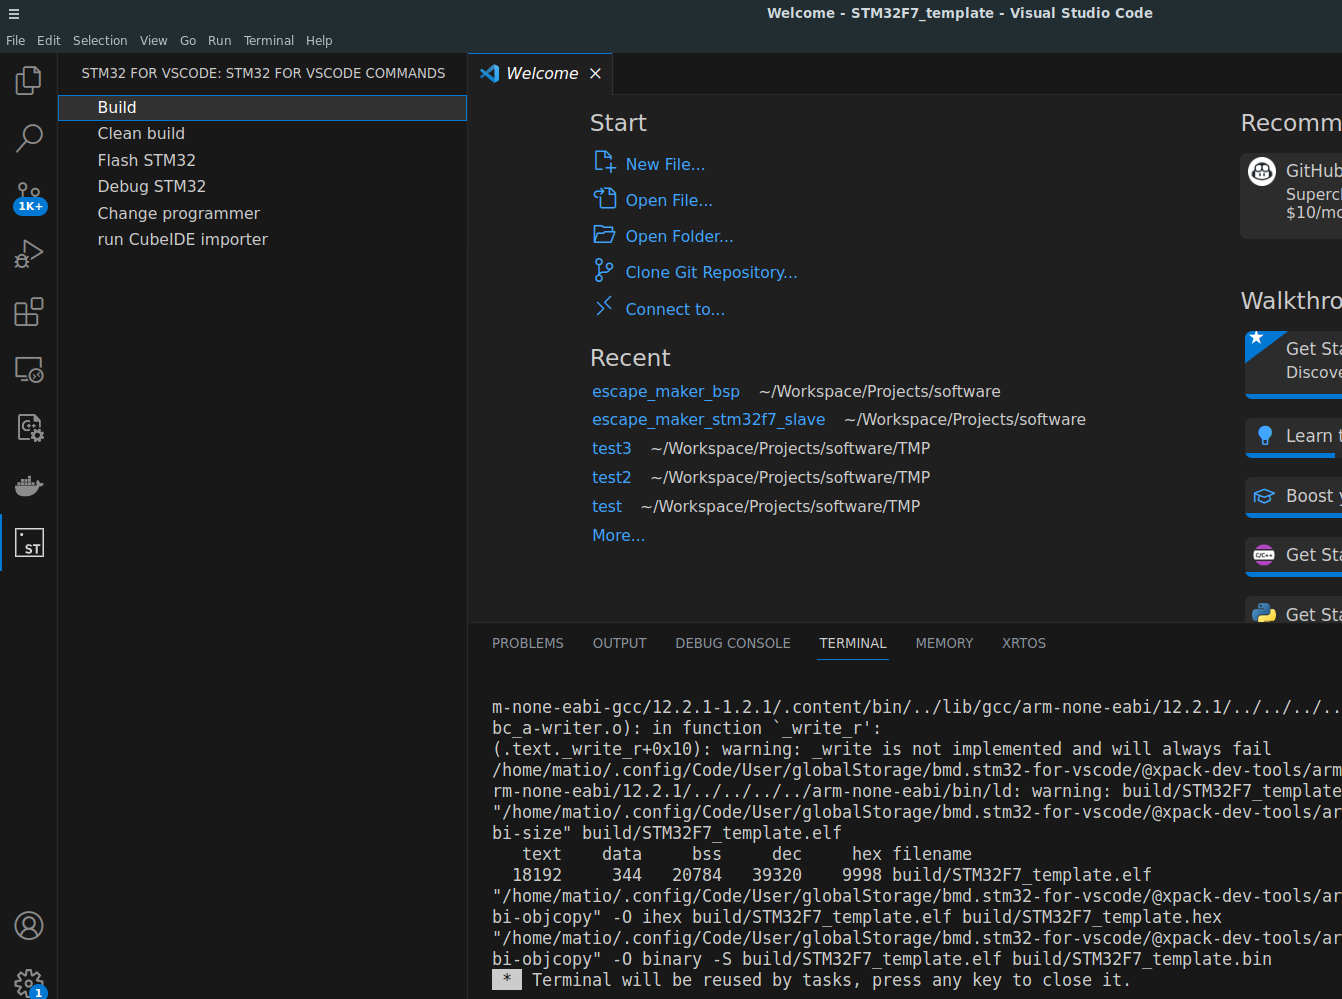 Welcome - STM32F7_template - Visual Studio Code
File Edit Selection View Go Run Terminal Help
STM32 FOR VSCODE: STM32 FOR VSCODE COMMANDS
Build
Clean build
Flash STM32
Debug STM32
Change programmer
run CubeIDE importer
1K+
ST
1
Welcome
Start
New File...
Open File...
Open Folder...
Clone Git Repository...
Connect to...
Recent
escape_maker_bsp ~/Workspace/Projects/software
escape_maker_stm32f7_slave ~/Workspace/Projects/software
test3 ~/Workspace/Projects/software/TMP
test2 ~/Workspace/Projects/software/TMP
test ~/Workspace/Projects/software/TMP
More...
Recomm
GitHub
Superch
$10/mo
Walkthro
Get Sta
Discove
Learn t
Boost y
C/C++
Get Sta
Get Sta
PROBLEMS OUTPUT DEBUG CONSOLE TERMINAL MEMORY XRTOS
m-none-eabi-gcc/12.2.1-1.2.1/.content/bin/../lib/gcc/arm-none-eabi/12.2.1/../../../..
bc_a-writer.o): in function `_write_r':
(.text._write_r+0x10): warning: _write is not implemented and will always fail
/home/matio/.config/Code/User/globalStorage/bmd.stm32-for-vscode/@xpack-dev-tools/arm
rm-none-eabi/12.2.1/../../../../arm-none-eabi/bin/ld: warning: build/STM32F7_template
"/home/matio/.config/Code/User/globalStorage/bmd.stm32-for-vscode/@xpack-dev-tools/ar
bi-size" build/STM32F7_template.elf
text data bss dec hex filename
18192 344 20784 39320 9998 build/STM32F7_template.elf
"/home/matio/.config/Code/User/globalStorage/bmd.stm32-for-vscode/@xpack-dev-tools/ar
bi-objcopy" -O ihex build/STM32F7_template.elf build/STM32F7_template.hex
"/home/matio/.config/Code/User/globalStorage/bmd.stm32-for-vscode/@xpack-dev-tools/ar
bi-objcopy" -O binary -S build/STM32F7_template.elf build/STM32F7_template.bin
* Terminal will be reused by tasks, press any key to close it.